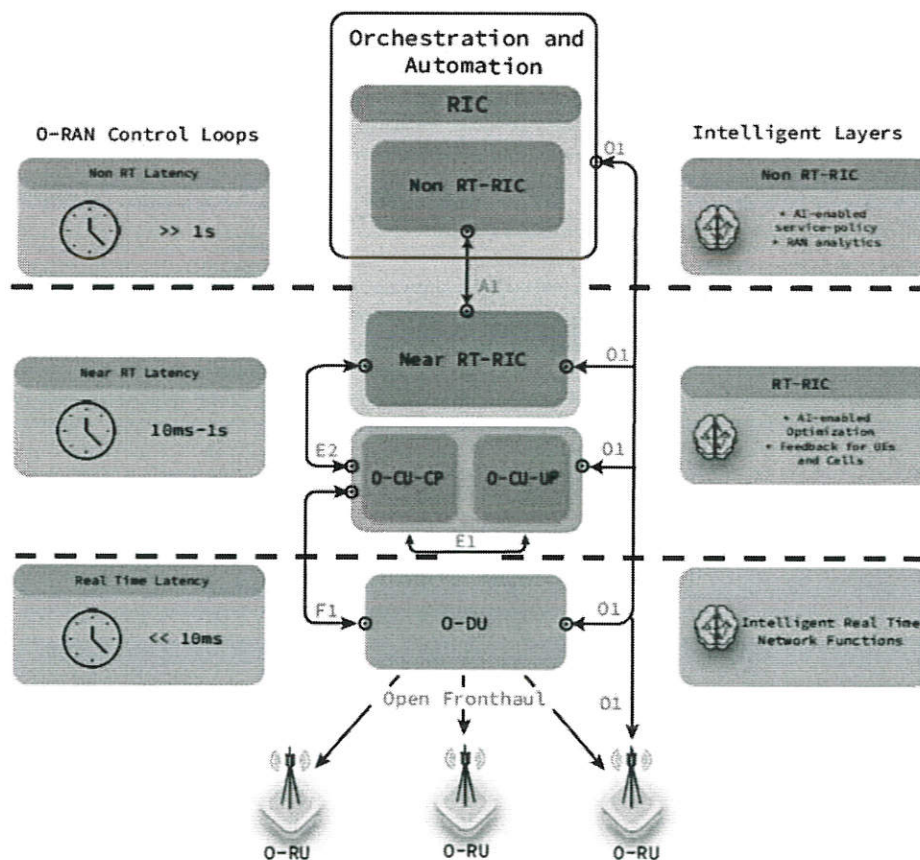 Orchestration and
Automation
RIC
O-RAN Control Loops
Intelligent Layers
Non RT Latency
>> 1s
Non RT-RIC
O1
Non RT-RIC
* AI-enabled
service-policy
* RAN analytics
A1
Near RT Latency
10ms-1s
Near RT-RIC
O1
RT-RIC
* AI-enabled
Optimization
* Feedback for UEs
and Cells
E2
O-CU-CP
O-CU-UP
O1
E1
Real Time Latency
<< 10ms
F1
O-DU
O1
Intelligent Real Time
Network Functions
Open Fronthaul
O1
O-RU
O-RU
O-RU